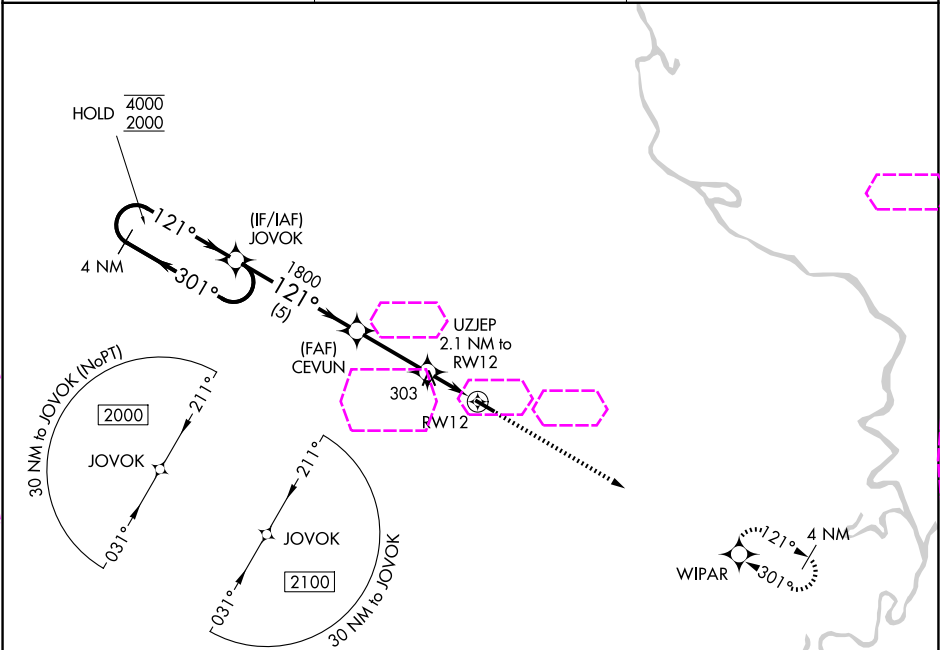 HOLD 4000
2000
121°
(IF/IAF)
JOVOK
4 NM
301°
1800
121°
(5)
UZJEP
2.1 NM to
RW12
(FAF)
CEVUN
303
RW12
30 NM to JOVOK (NoPT)
211°
2000
JOVOK
031°
211°
JOVOK
2100
031°
30 NM to JOVOK
121°
4 NM
WIPAR
301°